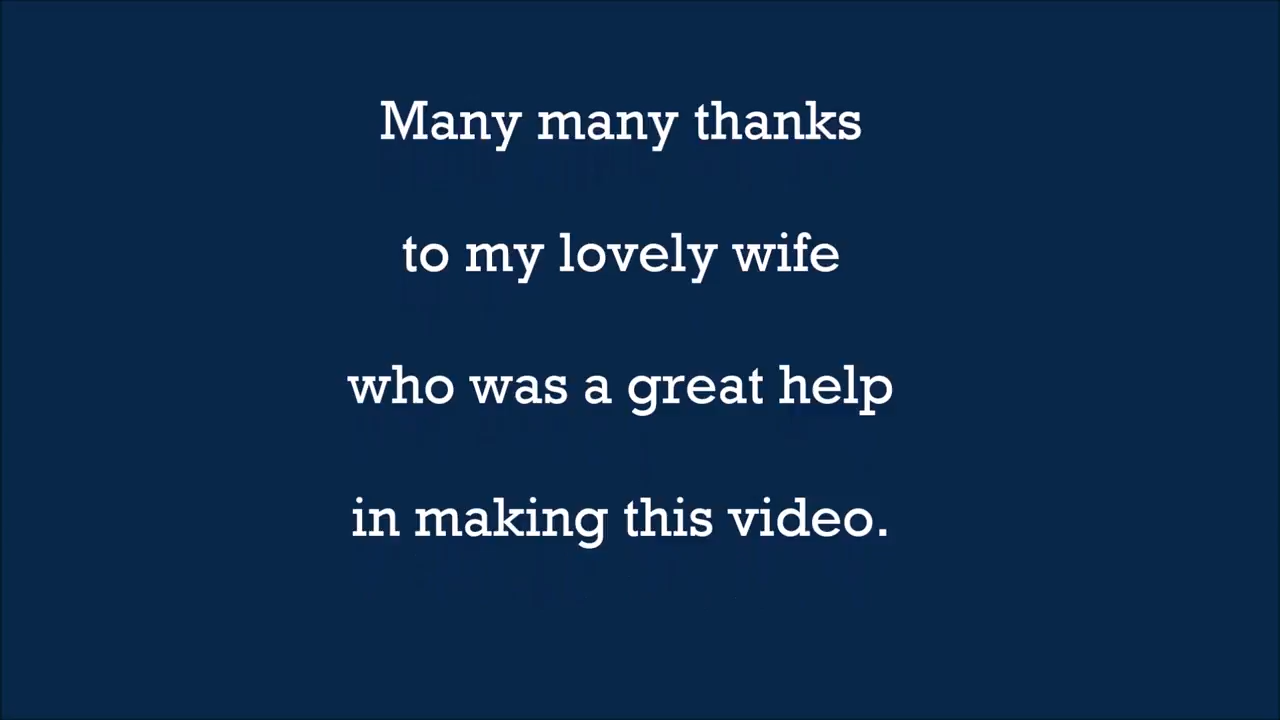 Many many thanks
to my lovely wife
who was a great help
in making this video.